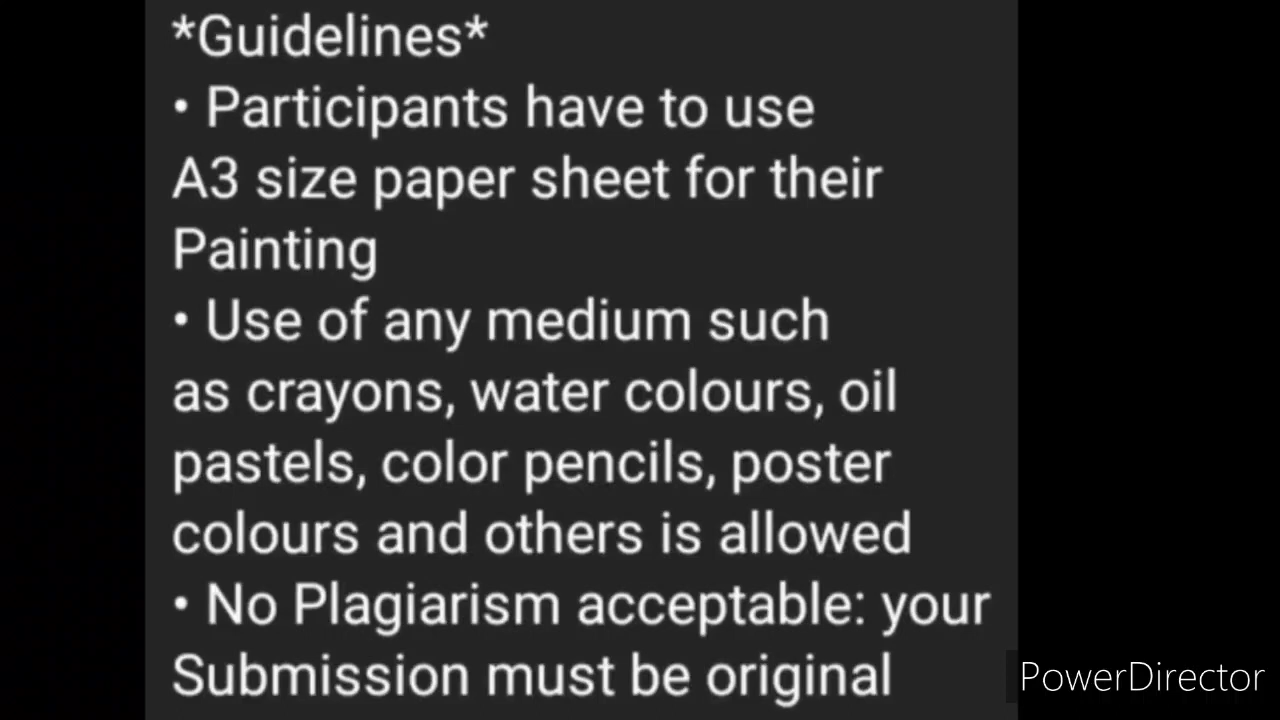 *Guidelines*
• Participants have to use
A3 size paper sheet for their
Painting
• Use of any medium such
as crayons, water colours, oil
pastels, color pencils, poster
colours and others is allowed
• No Plagiarism acceptable: your
Submission must be original
PowerDirector